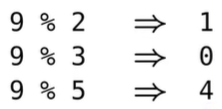 9 % 2 ⇒ 1
9 % 3 ⇒ 0
9 % 5 ⇒ 4